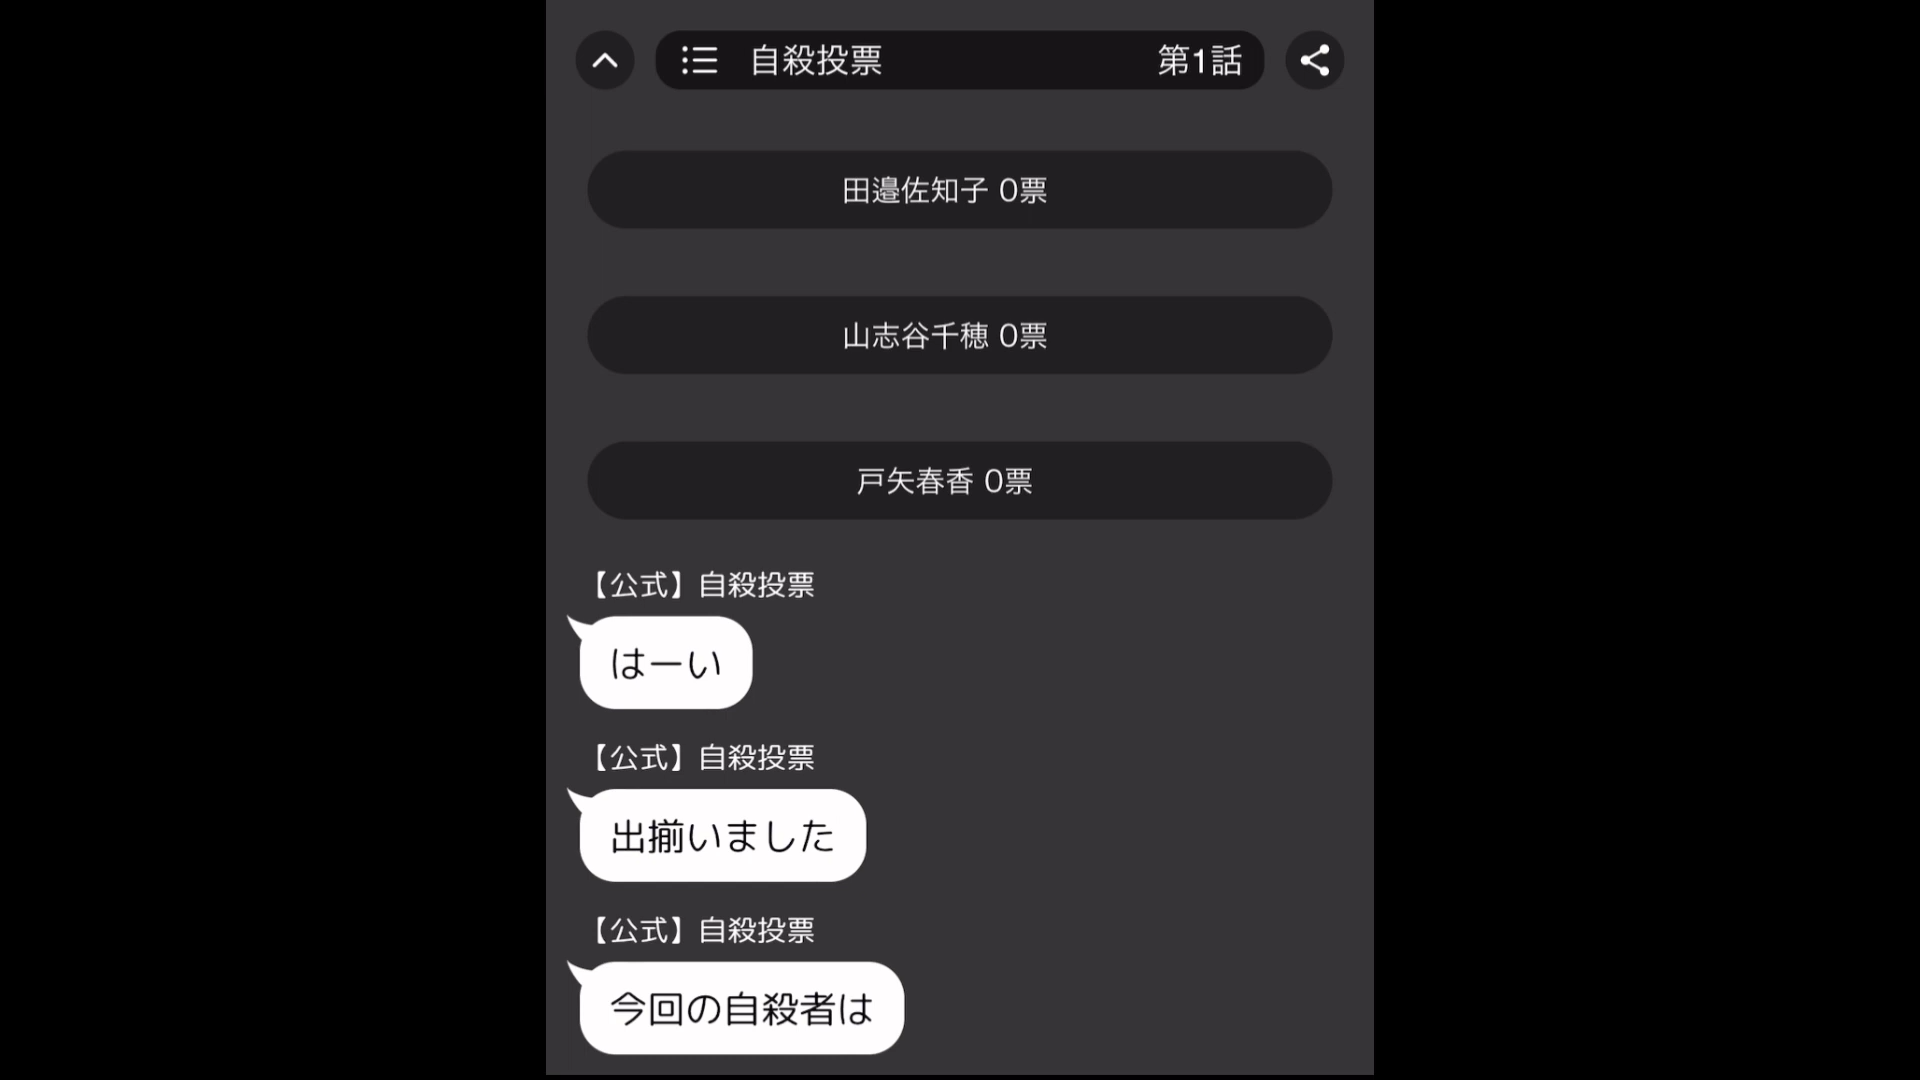 自殺投票 第1話
田邉佐知子 0票
山志谷千穂 0票
戸矢春香 0票
【公式】自殺投票
はーい
【公式】自殺投票
出揃いました
【公式】自殺投票
今回の自殺者は